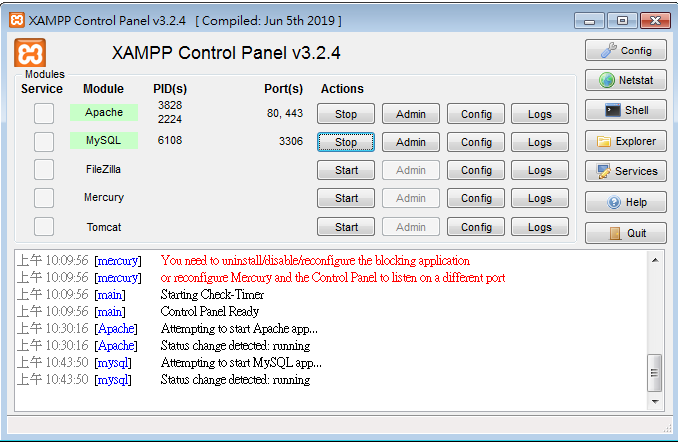 XAMPP Control Panel v3.2.4 [ Compiled: Jun 5th 2019 ]
XAMPP Control Panel v3.2.4
Config
Modules
Service Module PID(s) Port(s) Actions
Netstat
Apache 3828 2224 80, 443 Stop Admin Config Logs
Shell
MySQL 6108 3306 Stop Admin Config Logs
Explorer
FileZilla Start Admin Config Logs
Services
Mercury Start Admin Config Logs
Help
Tomcat Start Admin Config Logs
Quit
上午 10:09:56 [mercury] You need to uninstall/disable/reconfigure the blocking application
上午 10:09:56 [mercury] or reconfigure Mercury and the Control Panel to listen on a different port
上午 10:09:56 [main] Starting Check-Timer
上午 10:09:56 [main] Control Panel Ready
上午 10:30:16 [Apache] Attempting to start Apache app...
上午 10:30:16 [Apache] Status change detected: running
上午 10:43:50 [mysql] Attempting to start MySQL app...
上午 10:43:50 [mysql] Status change detected: running